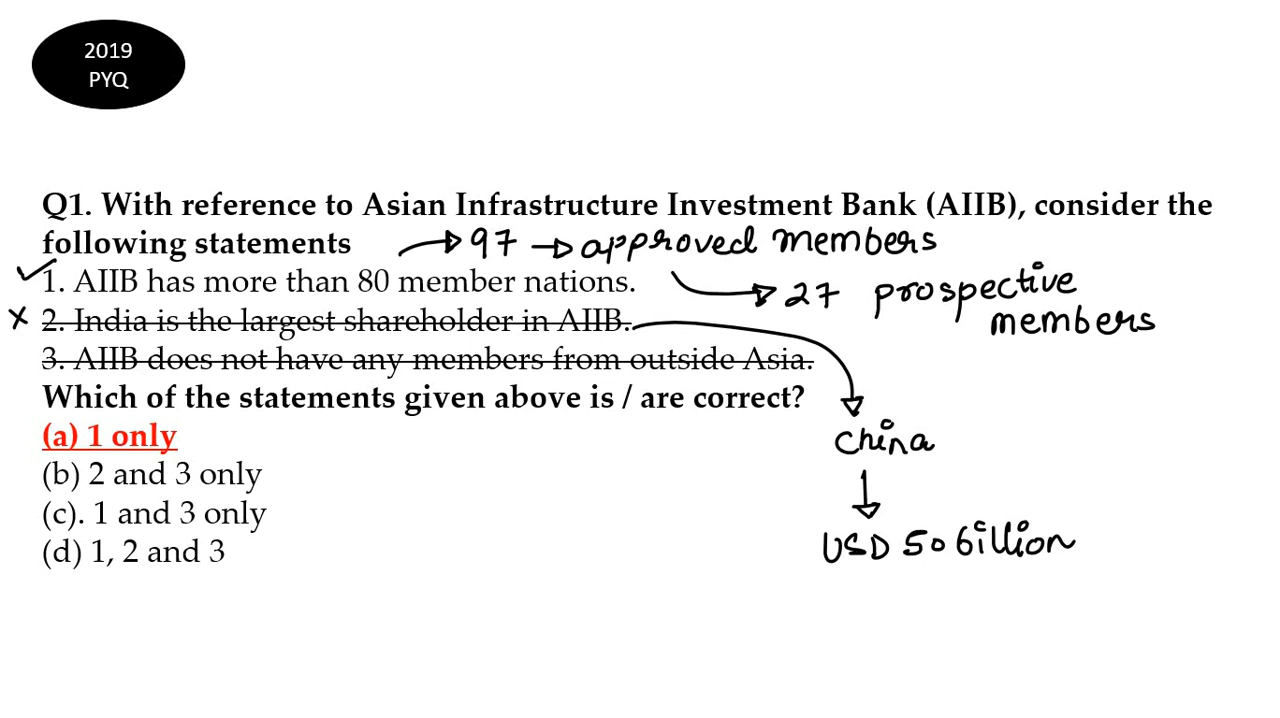 2019
PYQ
Q1. With reference to Asian Infrastructure Investment Bank (AIIB), consider the
following statements
97 → approved members
1. AIIB has more than 80 member nations.
27 prospective
members
2. India is the largest shareholder in AIIB.
3. AIIB does not have any members from outside Asia.
Which of the statements given above is / are correct?
(a) 1 only
China
(b) 2 and 3 only
(c). 1 and 3 only
USD 50 billion
(d) 1, 2 and 3